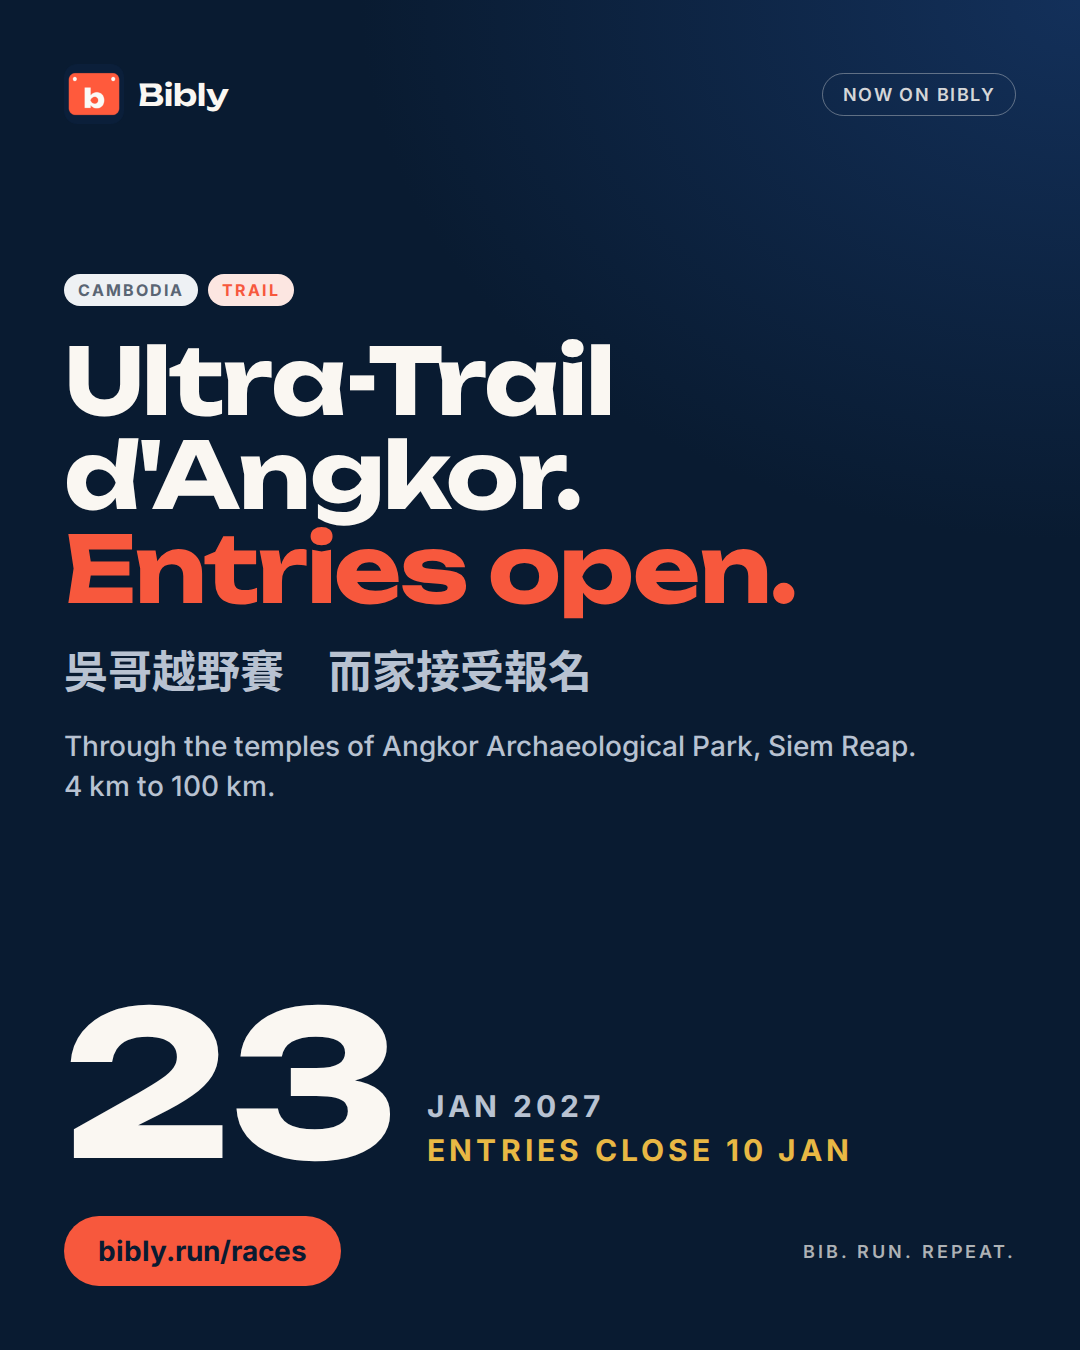 b Bibly
NOW ON BIBLY
CAMBODIA TRAIL
Ultra-Trail
d'Angkor.
Entries open.
吳哥越野賽　而家接受報名
Through the temples of Angkor Archaeological Park, Siem Reap.
4 km to 100 km.
23
JAN 2027
ENTRIES CLOSE 10 JAN
bibly.run/races
BIB. RUN. REPEAT.